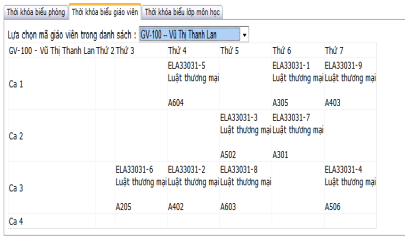 Thời khóa biểu phòng Thời khóa biểu giáo viên Thời khóa biểu lớp môn học
Lựa chọn mã giáo viên trong danh sách : GV-100 -- Vũ Thị Thanh Lan
GV-100 - Vũ Thị Thanh Lan Thứ 2 Thứ 3 Thứ 4 Thứ 5 Thứ 6 Thứ 7
ELA33031-5 ELA33031-1 ELA33031-9
Luật thương mại Luật thương mại Luật thương mại
Ca 1
A604 A305 A403
ELA33031-3 ELA33031-7
Luật thương mại Luật thương mại
Ca 2
A502 A301
ELA33031-6 ELA33031-2 ELA33031-8 ELA33031-4
Luật thương mại Luật thương mại Luật thương mại Luật thương mại
Ca 3
A205 A402 A603 A506
Ca 4